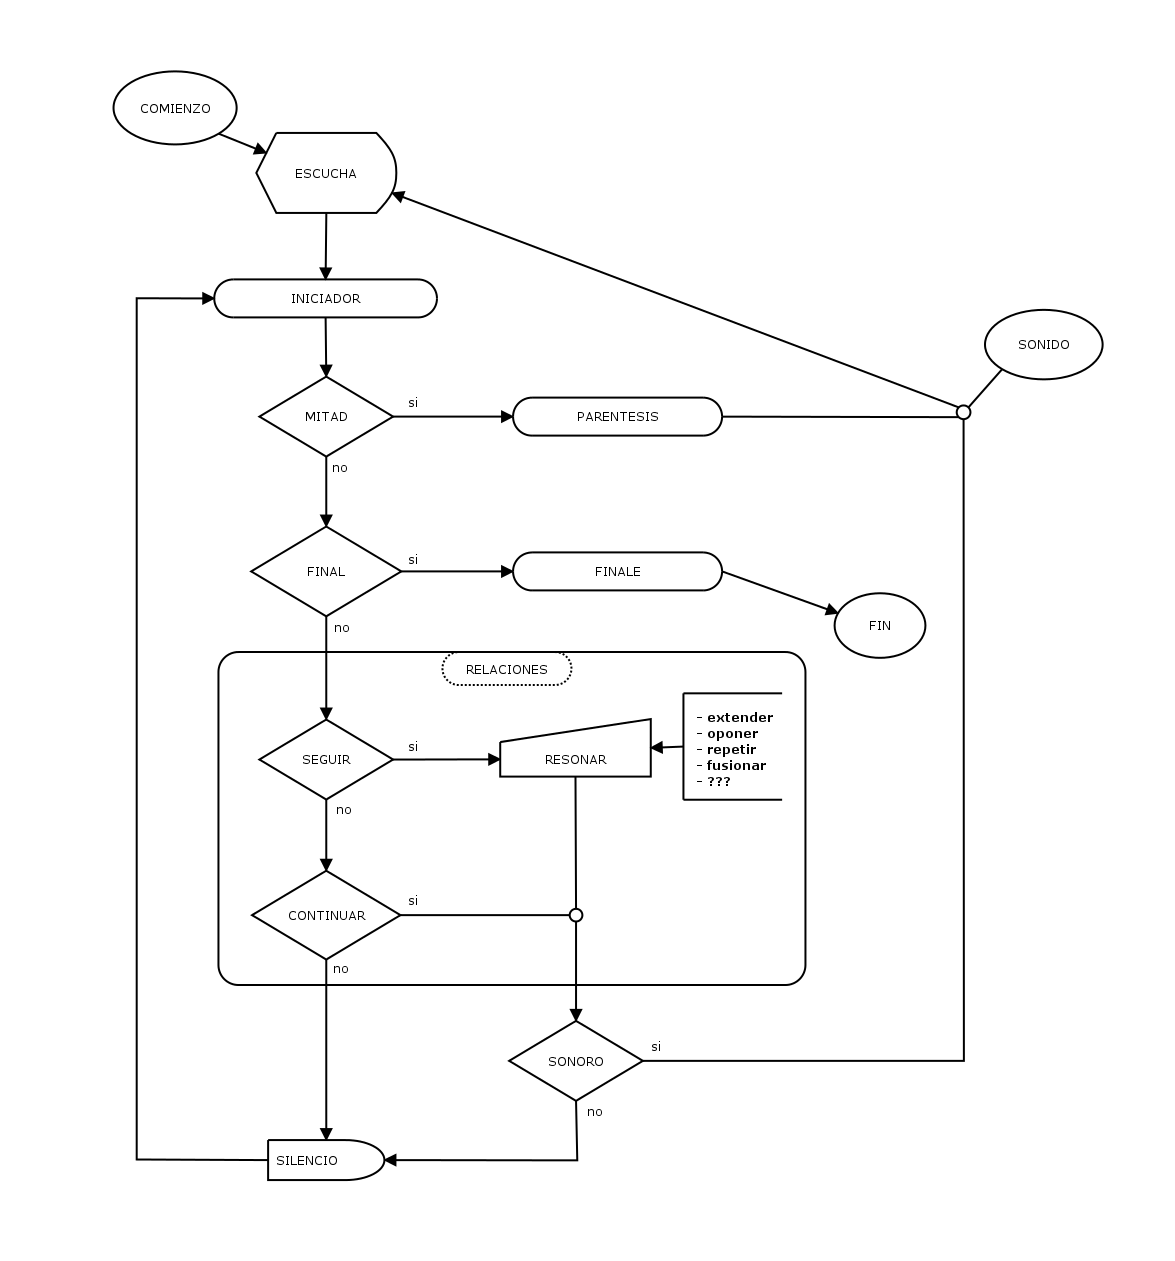 COMIENZO
ESCUCHA
INICIADOR
SONIDO
MITAD
si
PARENTESIS
no
FINAL
si
FINALE
FIN
no
RELACIONES
SEGUIR
si
RESONAR
- extender
- oponer
- repetir
- fusionar
- ???
no
CONTINUAR
si
no
SONORO
si
no
SILENCIO